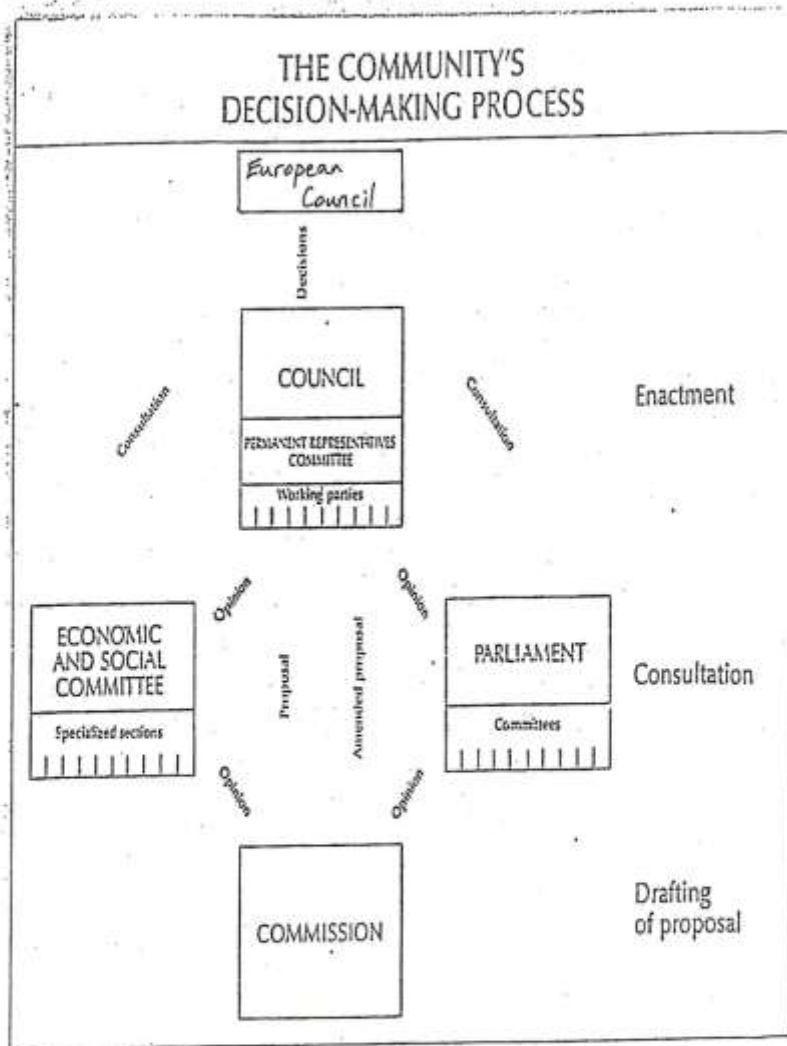 THE COMMUNITY'S
DECISION-MAKING PROCESS
European
Council
Decisions
COUNCIL
Consultation
Consultation
Enactment
PERMANENT REPRESENTATIVES
COMMITTEE
Working parties
Opinion
Opinion
ECONOMIC
AND SOCIAL
COMMITTEE
Specialized sections
Proposal
Amended proposal
PARLIAMENT
Committees
Consultation
Opinion
Opinion
COMMISSION
Drafting
of proposal